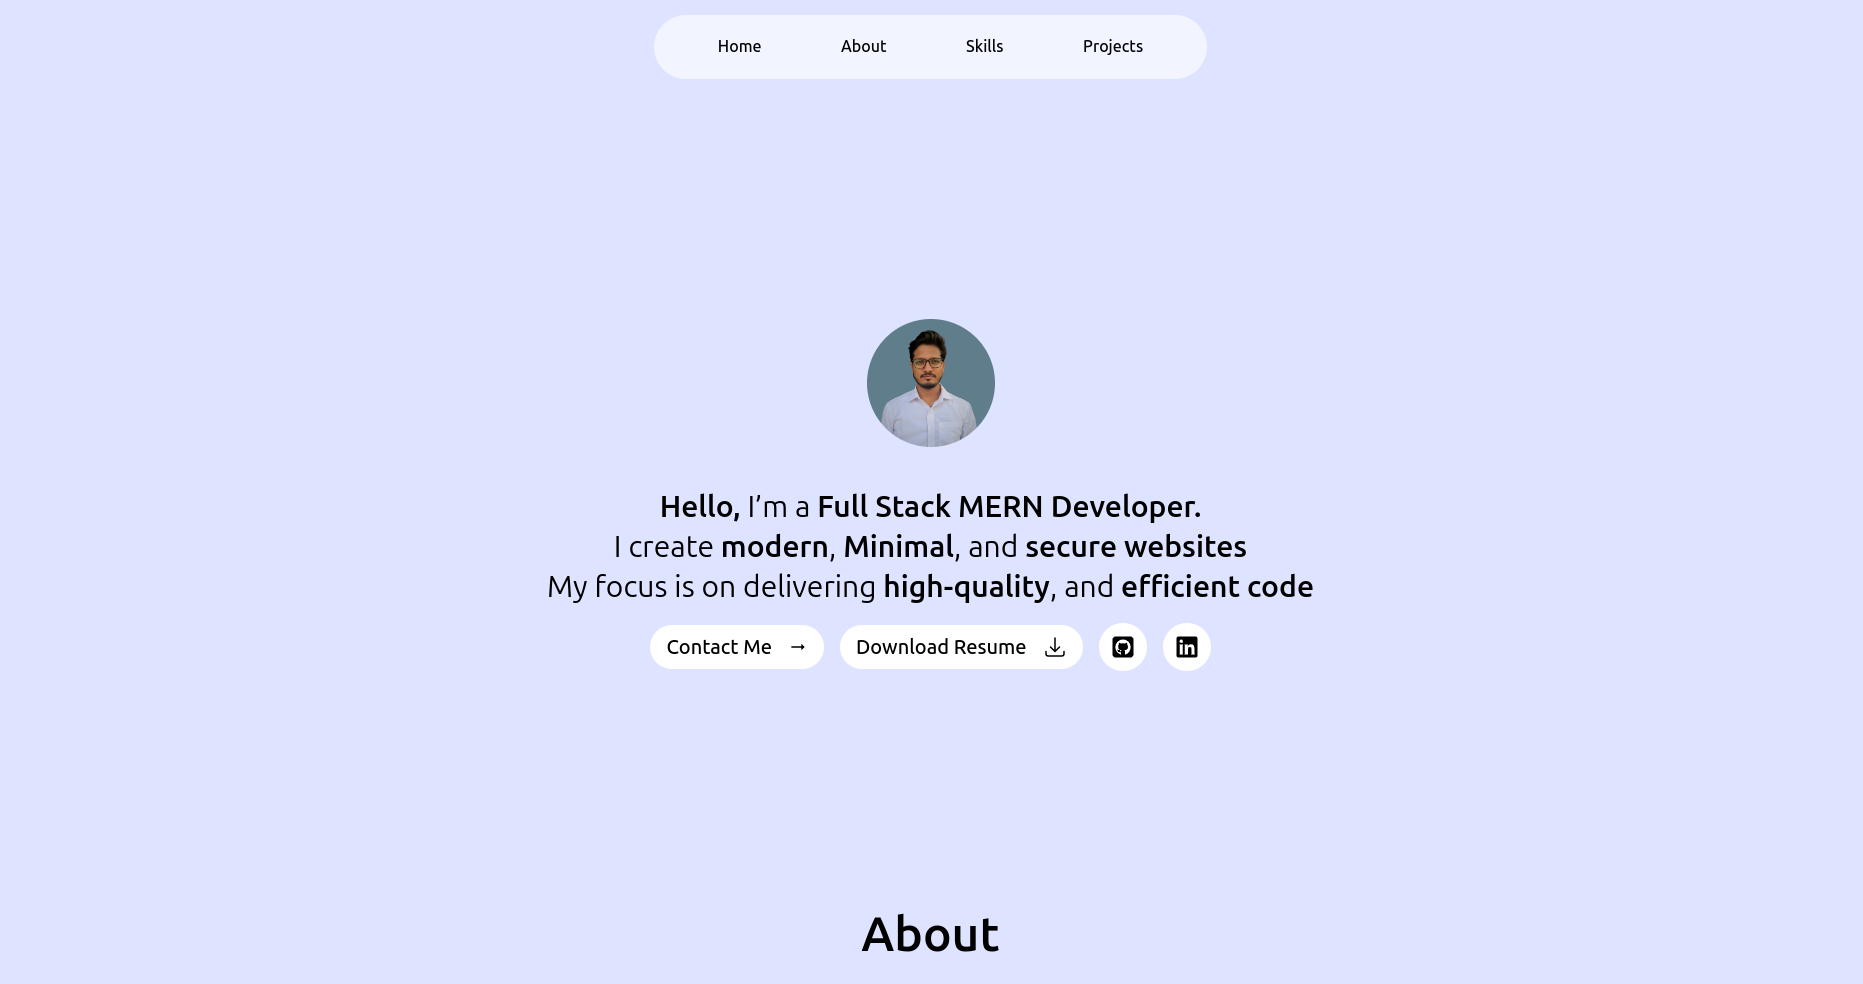 Home About Skills Projects
Hello, I’m a Full Stack MERN Developer.
I create modern, Minimal, and secure websites
My focus is on delivering high-quality, and efficient code
Contact Me → Download Resume in
About